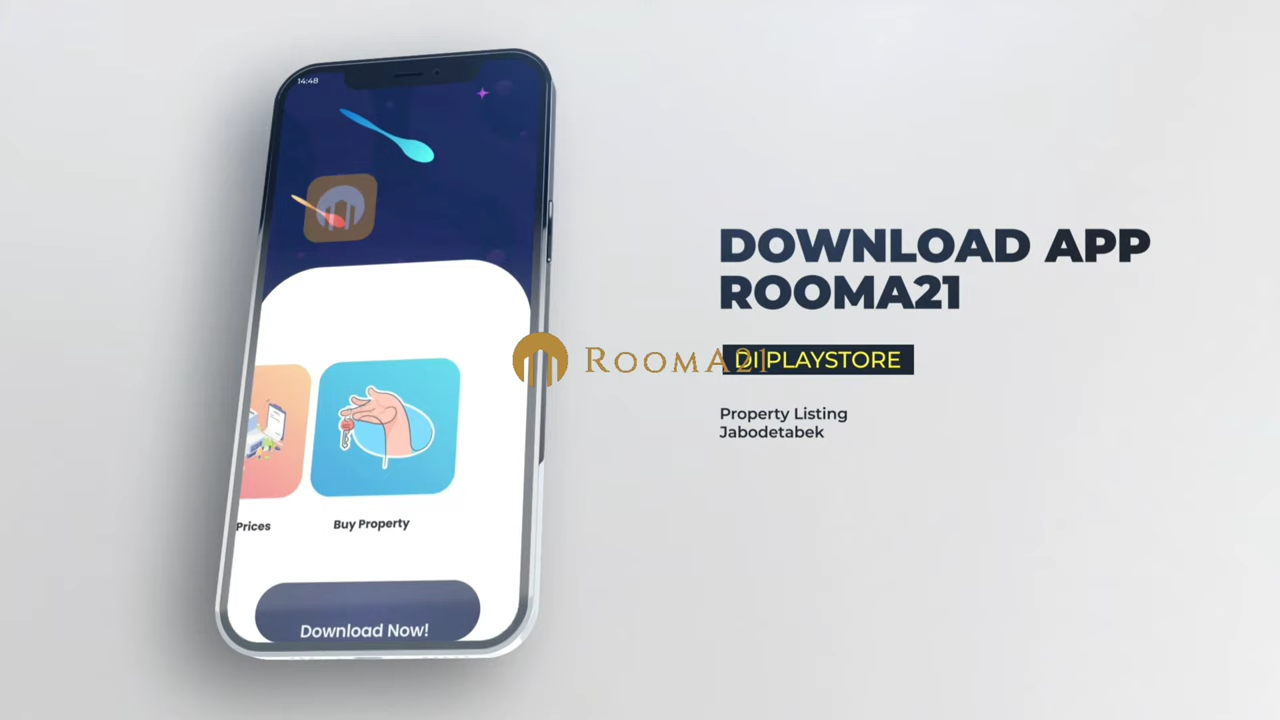 14:48
Prices
Buy Property
Download Now!
DOWNLOAD APP
ROOMA21
ROOMA21
DI PLAYSTORE
Property Listing
Jabodetabek